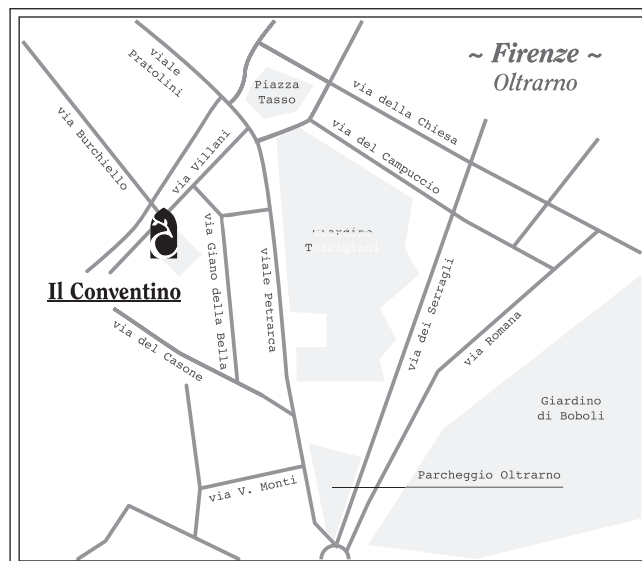 ~ Firenze ~
Oltrarno
viale
Pratolini
Piazza
Tasso
via della Chiesa
via Burchiello
via Villani
via del Campuccio
Il Conventino
via Giano
della Bella
viale Petrarca
via dei Serragli
via Romana
via del Casone
Giardino
di Boboli
Parcheggio Oltrarno
via V. Monti